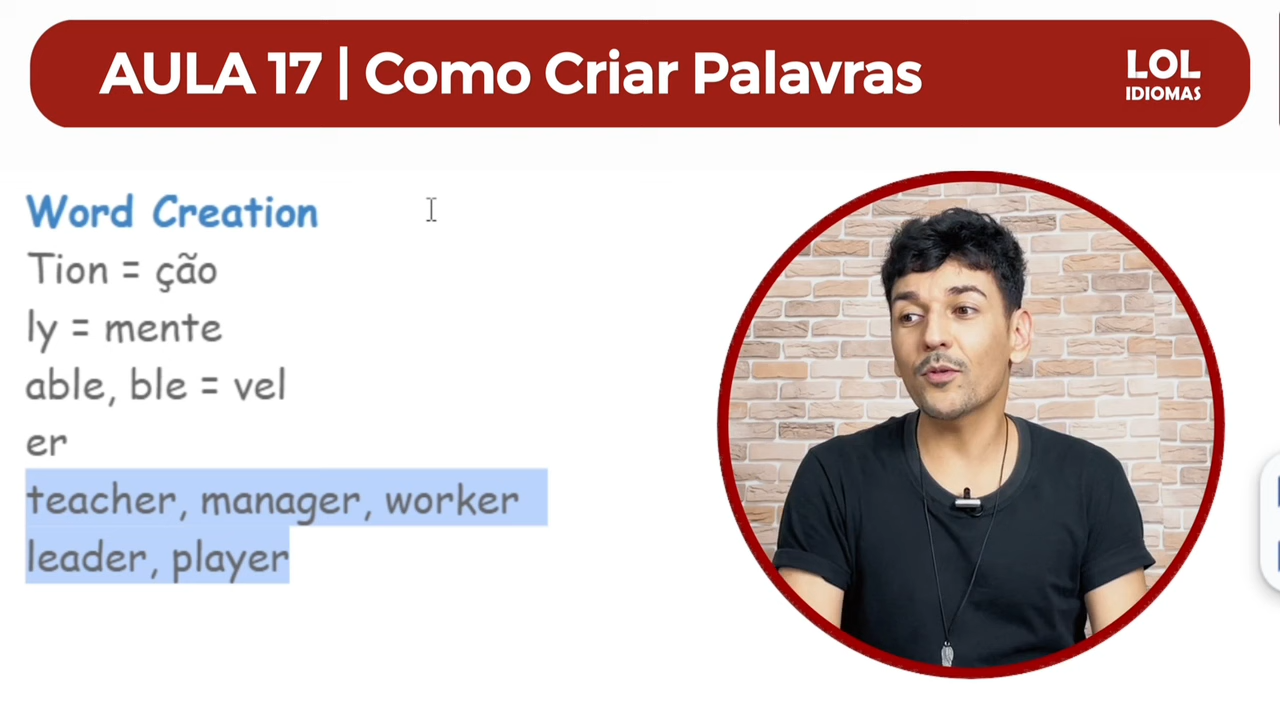 AULA 17 | Como Criar Palavras
LOL
IDIOMAS
Word Creation
Tion = ção
ly = mente
able, ble = vel
er
teacher, manager, worker
leader, player